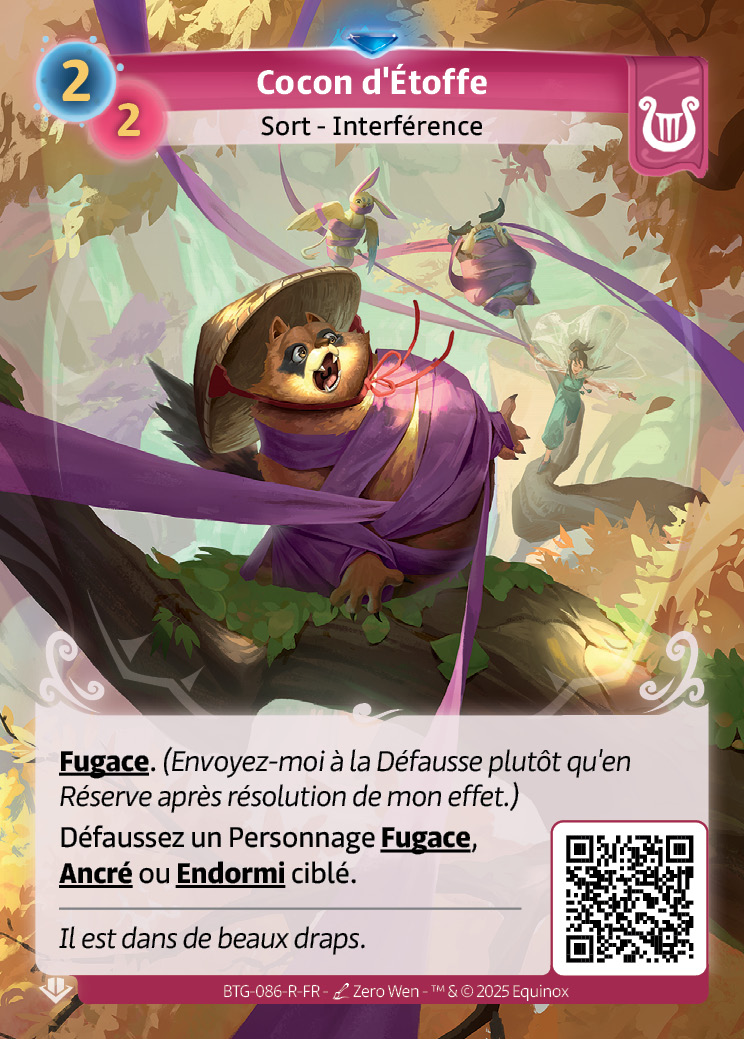 2
Cocon d'Étoffe
2
Sort - Interférence
Fugace. (Envoyez-moi à la Défausse plutôt qu'en
Réserve après résolution de mon effet.)
Défaussez un Personnage Fugace,
Ancré ou Endormi ciblé.
Il est dans de beaux draps.
BTG-086-R-FR - Zero Wen - ™ & © 2025 Equinox